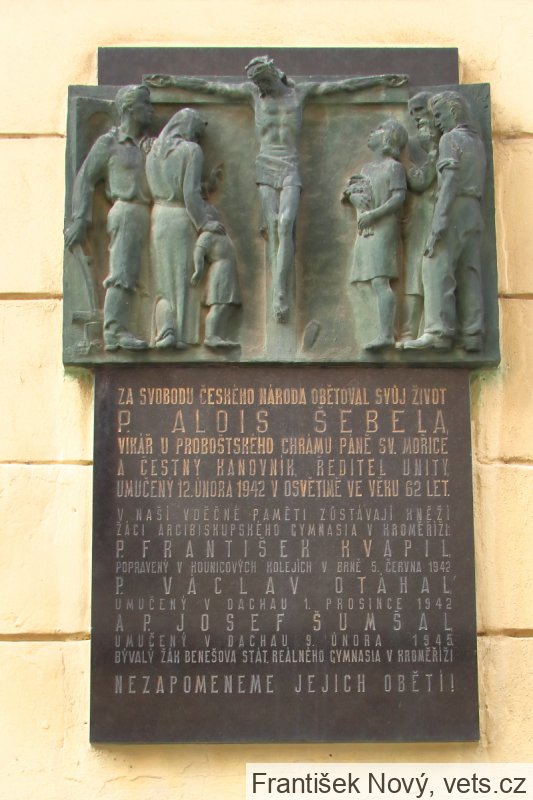 ZA SVOBODU ČESKÉHO NÁRODA OBĚTOVAL SVŮJ ŽIVOT
P. ALOIS ŠEBELA,
VIKÁŘ U PROBOŠTSKÉHO CHRÁMU PÁNĚ SV. MOŘICE
A ČESTNÝ KANOVNÍK, ŘEDITEL UNITY,
UMUČENÝ 12. ÚNORA 1942 V OSVĚTIMĚ VE VĚKU 62 LET.
V NAŠÍ VDĚČNÉ PAMĚTI ZŮSTÁVAJÍ KNĚŽÍ
ŽÁCI ARCIBISKUPSKÉHO GYMNASIA V KROMĚŘÍŽI:
P. FRANTIŠEK KVAPIL,
POPRAVENÝ V KOUNICOVÝCH KOLEJÍCH V BRNĚ 5. ČERVNA 1942
P. VÁCLAV OTÁHAL,
UMUČENÝ V DACHAU 1. PROSINCE 1942
A P. JOSEF ŠUMŠAL,
UMUČENÝ V DACHAU 9. ÚNORA 1945,
BÝVALÝ ŽÁK BENEŠOVA STÁT. REÁLNÉHO GYMNASIA V KROMĚŘÍŽI
NEZAPOMENEME JEJICH OBĚTÍ!
František Nový, vets.cz